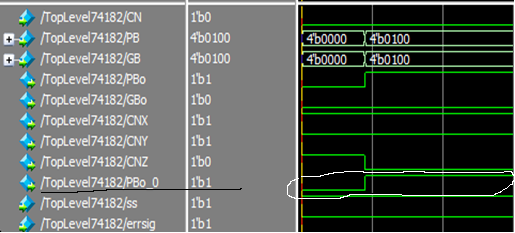 /TopLevel74182/CN 1'b0
/TopLevel74182/PB 4'b0100 4'b0000 4'b0100
/TopLevel74182/GB 4'b0100 4'b0000 4'b0100
/TopLevel74182/PBo 1'b1
/TopLevel74182/GBo 1'b0
/TopLevel74182/CNX 1'b1
/TopLevel74182/CNY 1'b1
/TopLevel74182/CNZ 1'b0
/TopLevel74182/PBo_0 1'b1
/TopLevel74182/ss 1'b1
/TopLevel74182/errsig 1'b1